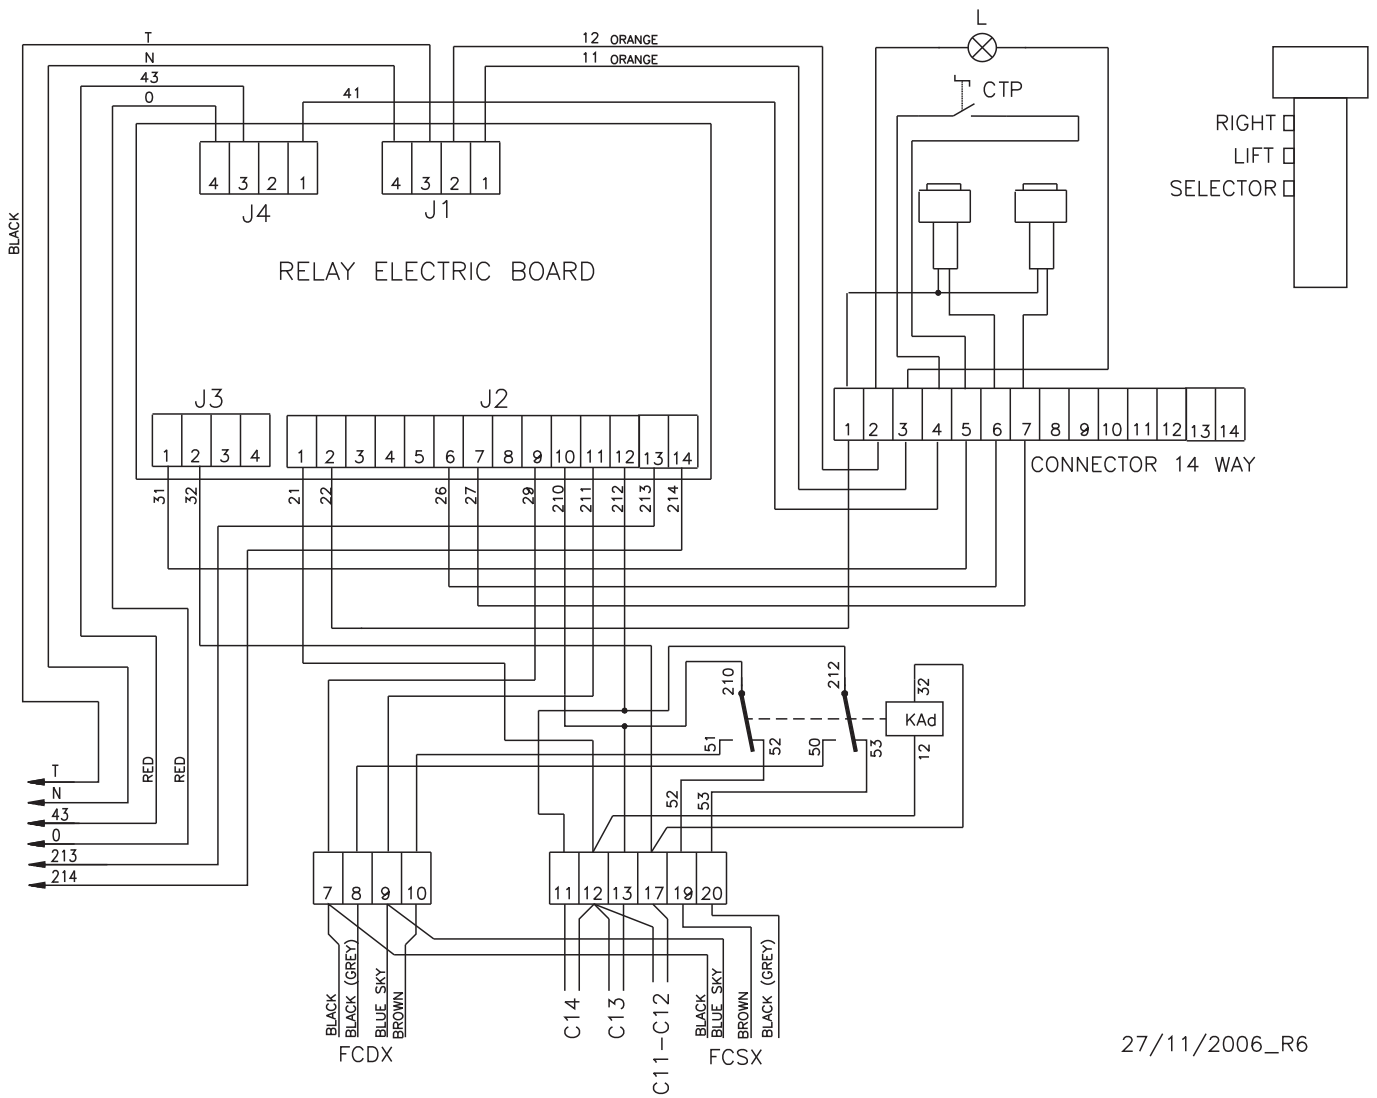 L
T
12 ORANGE
N
11 ORANGE
43
CTP
0
41
RIGHT
LIFT
SELECTOR
4 3 2 1
4 3 2 1
J4
J1
BLACK
RELAY ELECTRIC BOARD
J3
J2
1 2 3 4
1 2 3 4 5 6 7 8 9 10 11 12 13 14
1 2 3 4 5 6 7 8 9 10 11 12 13 14
CONNECTOR 14 WAY
31
32
21
22
26
27
29
210
211
212
213
214
210
212
32
KAd
51
52
50
53
12
RED
RED
52
53
T
N
43
0
213
214
7 8 9 10
11 12 13 17 19 20
BLACK
BLACK (GREY)
BLUE SKY
BROWN
C14
C13
C11-C12
BLACK
BLUE SKY
BROWN
BLACK (GREY)
FCDX
FCSX
27/11/2006_R6